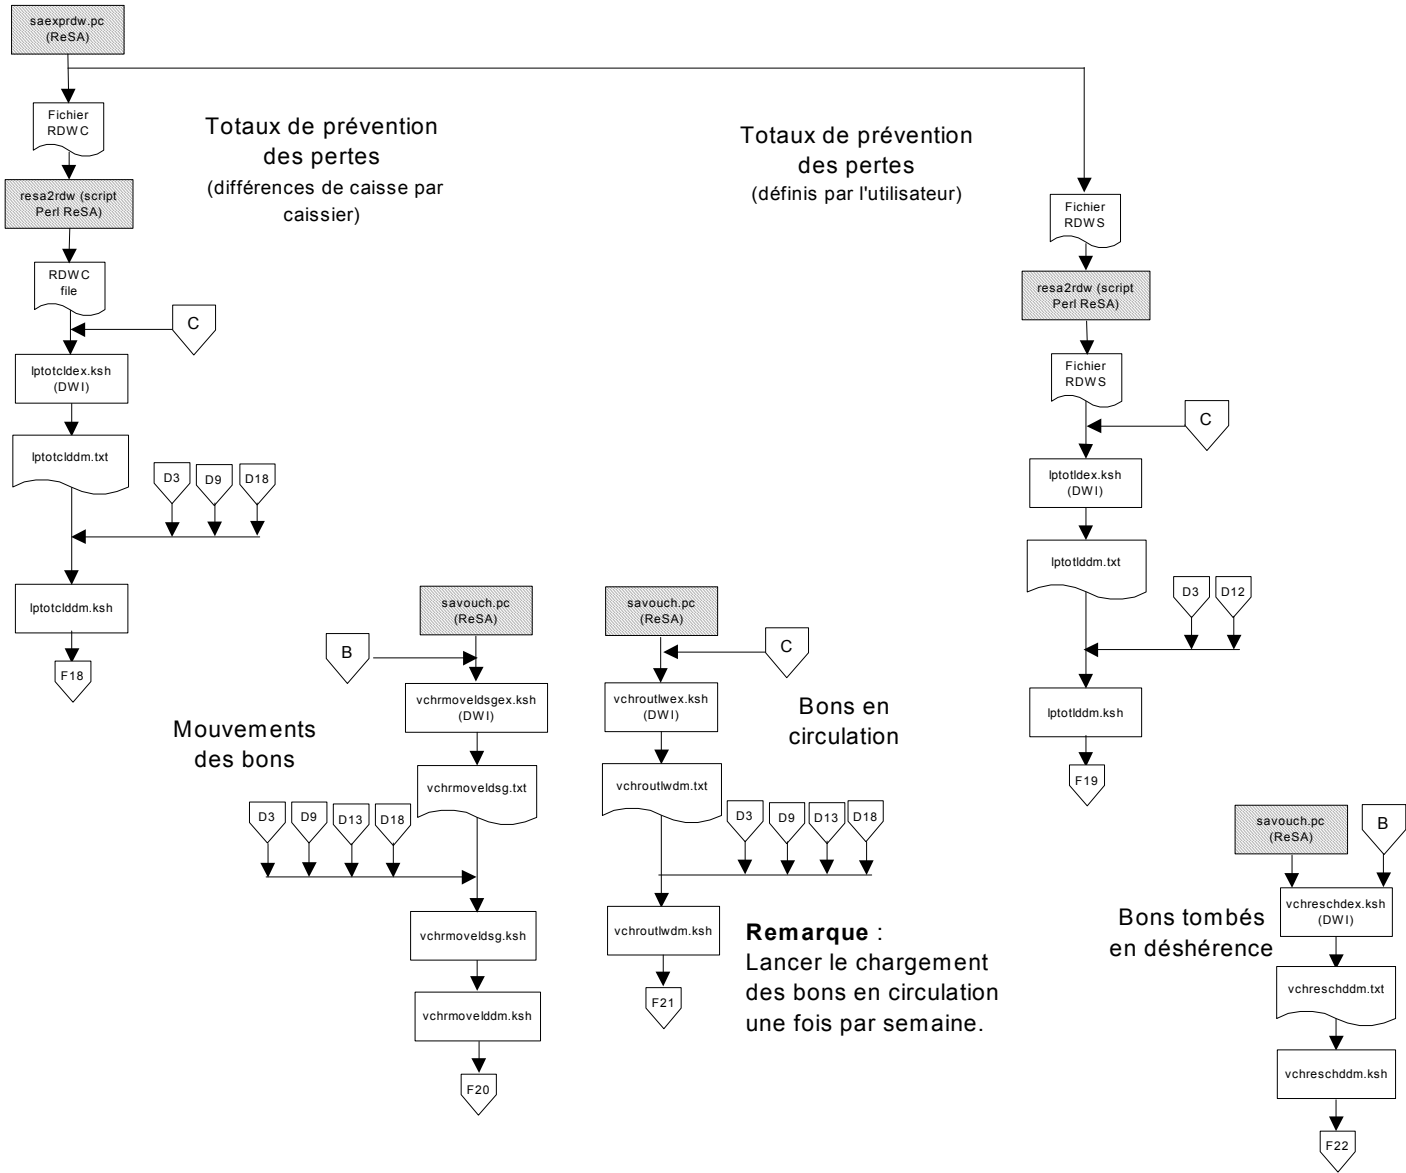 saexprdw.pc
(ReSA)
Fichier
RDWC
Totaux de prévention
des pertes
(différences de caisse par
caissier)
resa2rdw (script
Perl ReSA)
RDWC
file
C
lptotcldex.ksh
(DWI)
lptotclddm.txt
D3
D9
D18
lptotclddm.ksh
F18
Totaux de prévention
des pertes
(définis par l'utilisateur)
Fichier
RDWS
resa2rdw (script
Perl ReSA)
Fichier
RDWS
C
lptotldex.ksh
(DWI)
lptotlddm.txt
D3
D12
lptotlddm.ksh
F19
savouch.pc
(ReSA)
B
vchrmoveldsgex.ksh
(DWI)
Mouvements
des bons
vchrmoveldsg.txt
D3
D9
D13
D18
vchrmoveldsg.ksh
vchrmovelddm.ksh
F20
savouch.pc
(ReSA)
C
vchroutlwex.ksh
(DWI)
Bons en
circulation
vchroutlwdm.txt
D3
D9
D13
D18
vchroutlwdm.ksh
F21
Remarque :
Lancer le chargement
des bons en circulation
une fois par semaine.
savouch.pc
(ReSA)
B
vchreschdex.ksh
(DWI)
Bons tombés
en déshérence
vchreschddm.txt
vchreschddm.ksh
F22